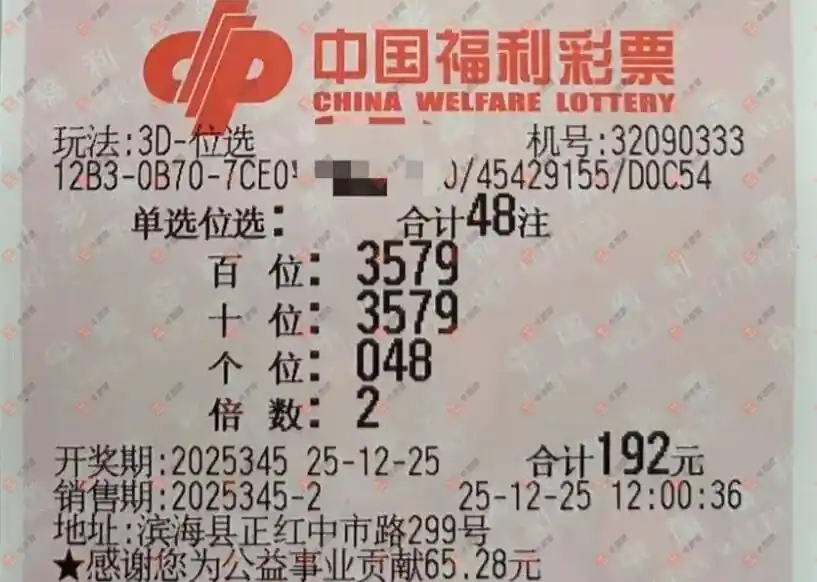 中国福利彩票
CHINA WELFARE LOTTERY
玩法:3D-位选 机号:32090333
12B3-0B70-7CE0 0/45429155/D0C54
单选位选: 合计48注
百 位: 3579
十 位: 3579
个 位: 048
倍 数: 2
开奖期:2025345 25-12-25 合计192元
销售期:2025345-2 25-12-25 12:00:36
地址:滨海县正红中市路299号
★感谢您为公益事业贡献65.28元